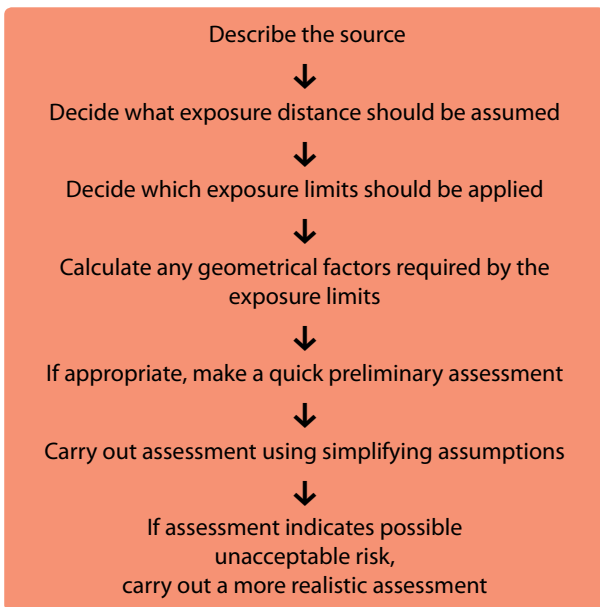 Describe the source
Decide what exposure distance should be assumed
Decide which exposure limits should be applied
Calculate any geometrical factors required by the
exposure limits
If appropriate, make a quick preliminary assessment
Carry out assessment using simplifying assumptions
If assessment indicates possible
unacceptable risk,
carry out a more realistic assessment